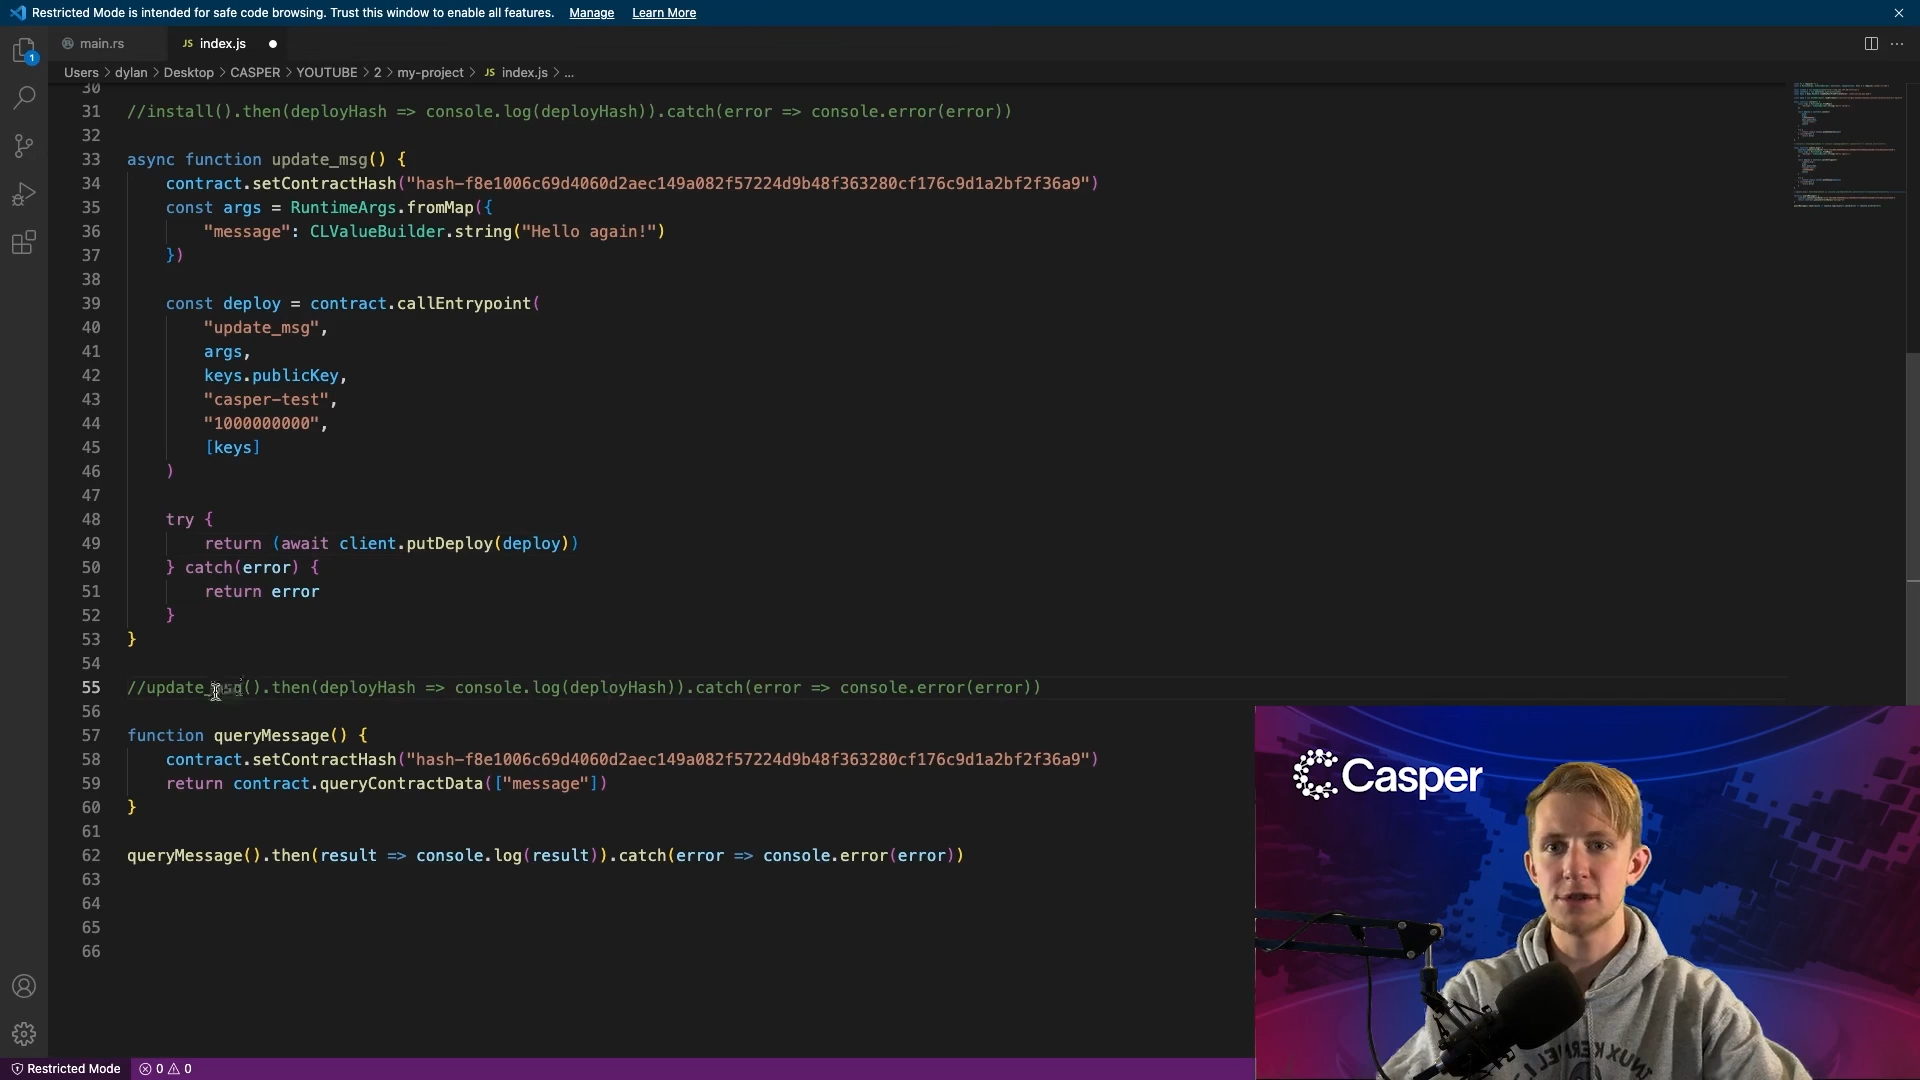 Restricted Mode is intended for safe code browsing. Trust this window to enable all features. Manage Learn More
main.rs JS index.js
Users > dylan > Desktop > CASPER > YOUTUBE > 2 > my-project > JS index.js > ...
30
31 //install().then(deployHash => console.log(deployHash)).catch(error => console.error(error))
32
33 async function update_msg() {
34 contract.setContractHash("hash-f8e1006c69d4060d2aec149a082f57224d9b48f363280cf176c9d1a2bf2f36a9")
35 const args = RuntimeArgs.fromMap({
36 "message": CLValueBuilder.string("Hello again!")
37 })
38
39 const deploy = contract.callEntrypoint(
40 "update_msg",
41 args,
42 keys.publicKey,
43 "casper-test",
44 "1000000000",
45 [keys]
46 )
47
48 try {
49 return (await client.putDeploy(deploy))
50 } catch(error) {
51 return error
52 }
53 }
54
55 //update_msg().then(deployHash => console.log(deployHash)).catch(error => console.error(error))
56
57 function queryMessage() {
58 contract.setContractHash("hash-f8e1006c69d4060d2aec149a082f57224d9b48f363280cf176c9d1a2bf2f36a9")
59 return contract.queryContractData(["message"])
60 }
61
62 queryMessage().then(result => console.log(result)).catch(error => console.error(error))
63
64
65
66
1
Casper
Restricted Mode 0 0